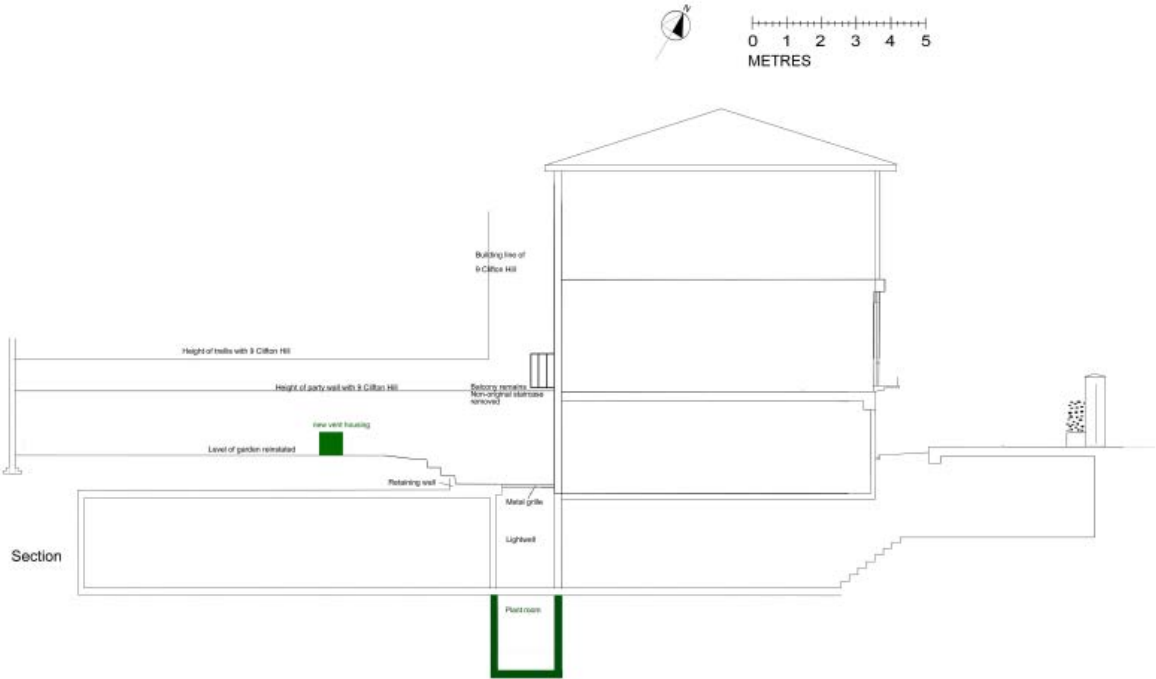 N
0 1 2 3 4 5
METRES
Building line of
9 Clifton Hill
Height of trellis with 9 Clifton Hill
Height of party wall with 9 Clifton Hill
Balcony remains
Non-original staircase
removed
new vent housing
Level of garden reinstated
Retaining wall
Metal grille
Lightwell
Section
Plant room